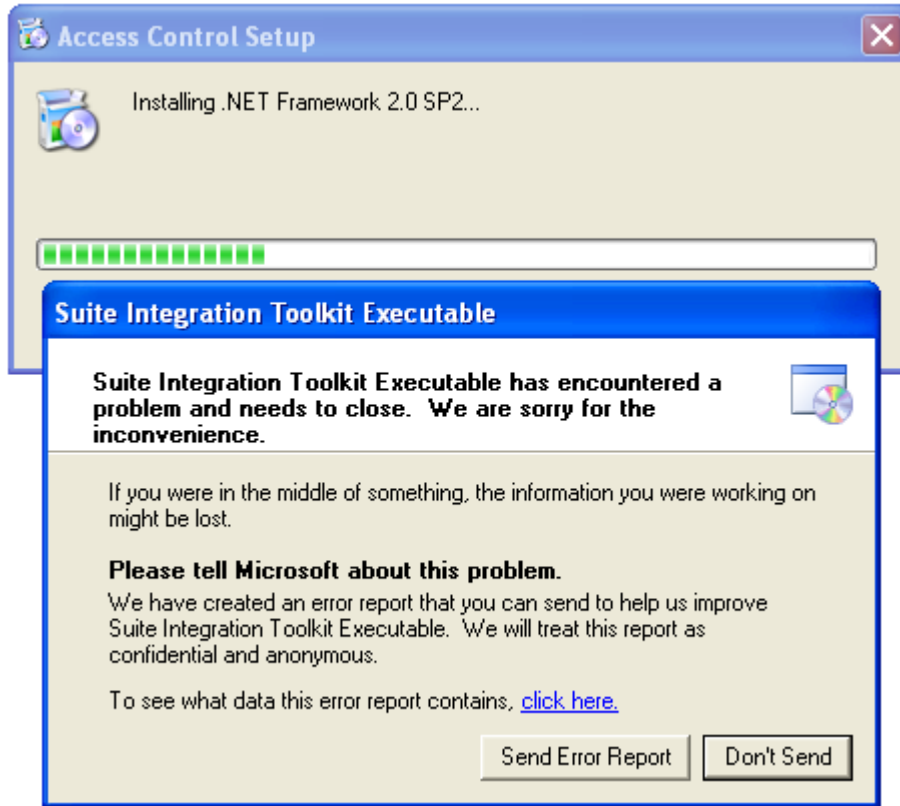 Access Control Setup
Installing .NET Framework 2.0 SP2...
Suite Integration Toolkit Executable
Suite Integration Toolkit Executable has encountered a
problem and needs to close.  We are sorry for the
inconvenience.
If you were in the middle of something, the information you were working on
might be lost.
Please tell Microsoft about this problem.
We have created an error report that you can send to help us improve
Suite Integration Toolkit Executable.  We will treat this report as
confidential and anonymous.
To see what data this error report contains, click here.
Send Error Report
Don't Send